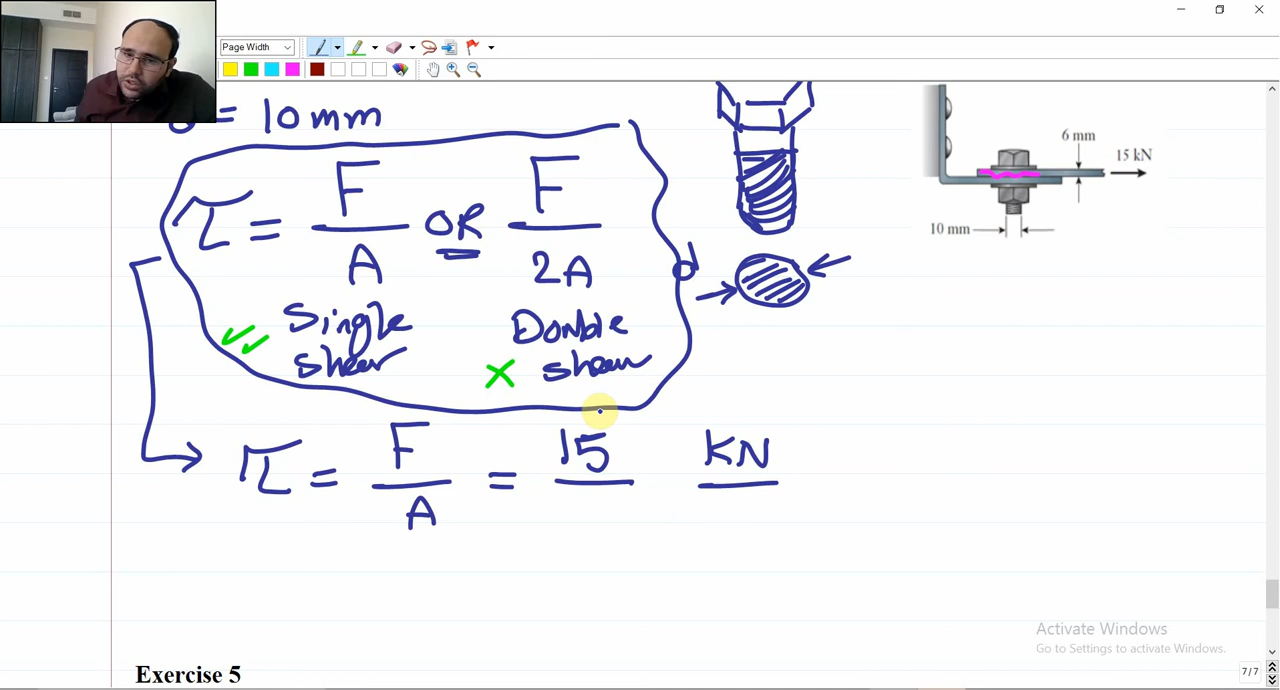 Page Width
d = 10 mm
τ = F/A OR F/2A
Single shear
Double shear
d
τ = F/A = 15 kN
6 mm
15 kN
10 mm
Exercise 5
Activate Windows
Go to Settings to activate Windows.
7/7